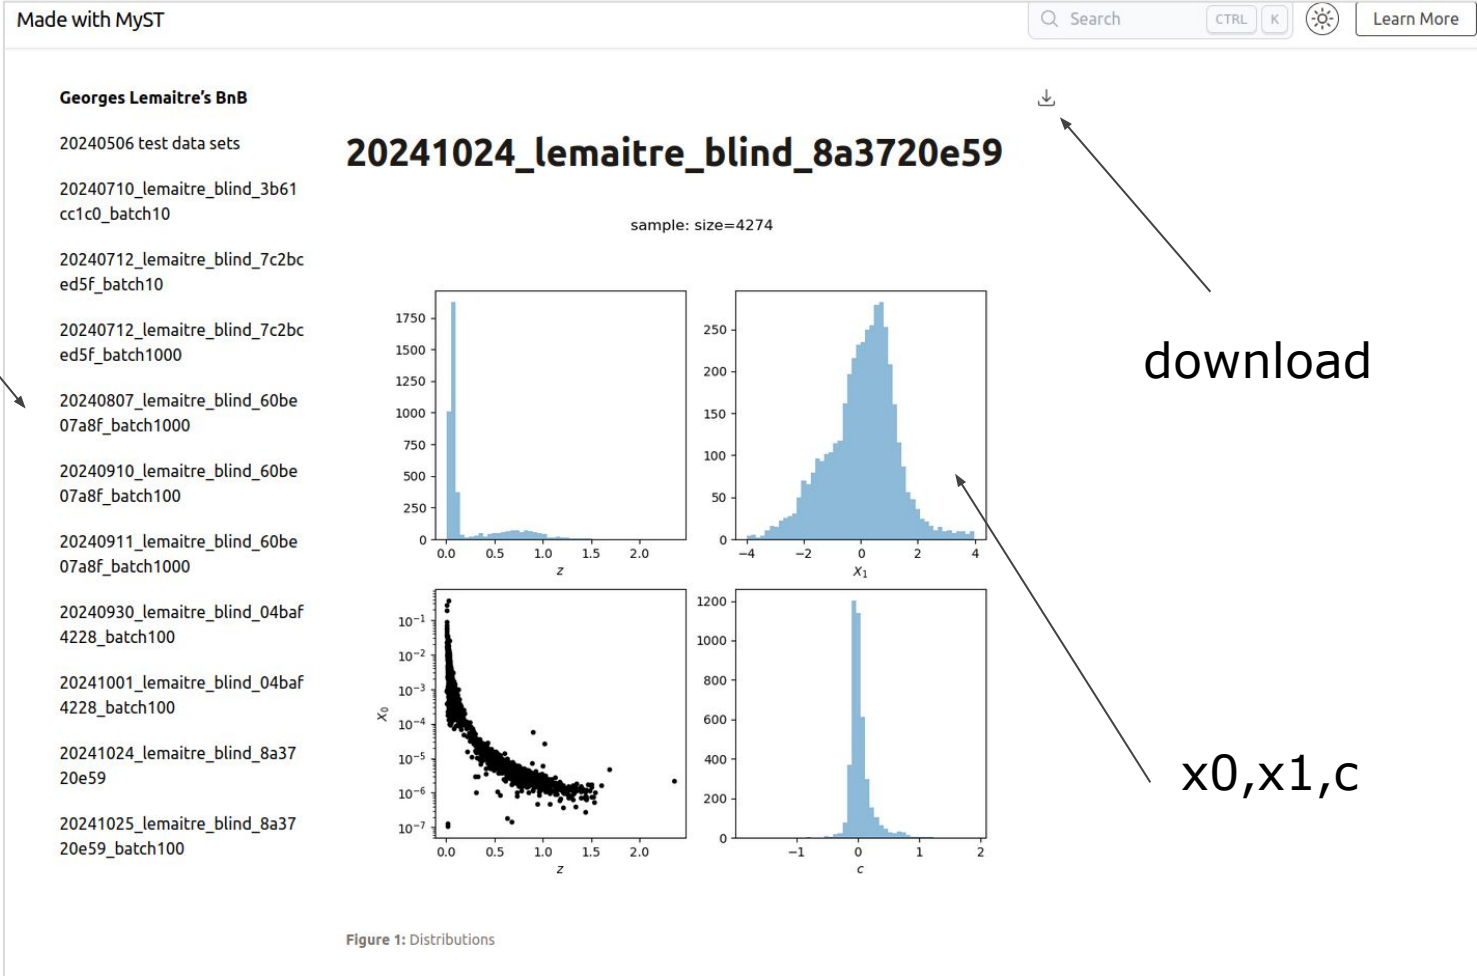 Made with MyST
Search CTRL K
Learn More
Georges Lemaitre's BnB
20240506 test data sets
20240710_lemaitre_blind_3b61
cc1c0_batch10
20240712_lemaitre_blind_7c2bc
ed5f_batch10
20240712_lemaitre_blind_7c2bc
ed5f_batch1000
20240807_lemaitre_blind_60be
07a8f_batch1000
20240910_lemaitre_blind_60be
07a8f_batch100
20240911_lemaitre_blind_60be
07a8f_batch1000
20240930_lemaitre_blind_04baf
4228_batch100
20241001_lemaitre_blind_04baf
4228_batch100
20241024_lemaitre_blind_8a37
20e59
20241025_lemaitre_blind_8a37
20e59_batch100
20241024_lemaitre_blind_8a3720e59
sample: size=4274
1750
1500
1250
1000
750
500
250
0
0.0 0.5 1.0 1.5 2.0
z
250
200
150
100
50
0
−4 −2 0 2 4
X₁
10⁻¹
10⁻²
10⁻³
10⁻⁴
10⁻⁵
10⁻⁶
10⁻⁷
X₀
0.0 0.5 1.0 1.5 2.0
z
1200
1000
800
600
400
200
0
−1 0 1 2
c
Figure 1: Distributions
download
x0,x1,c